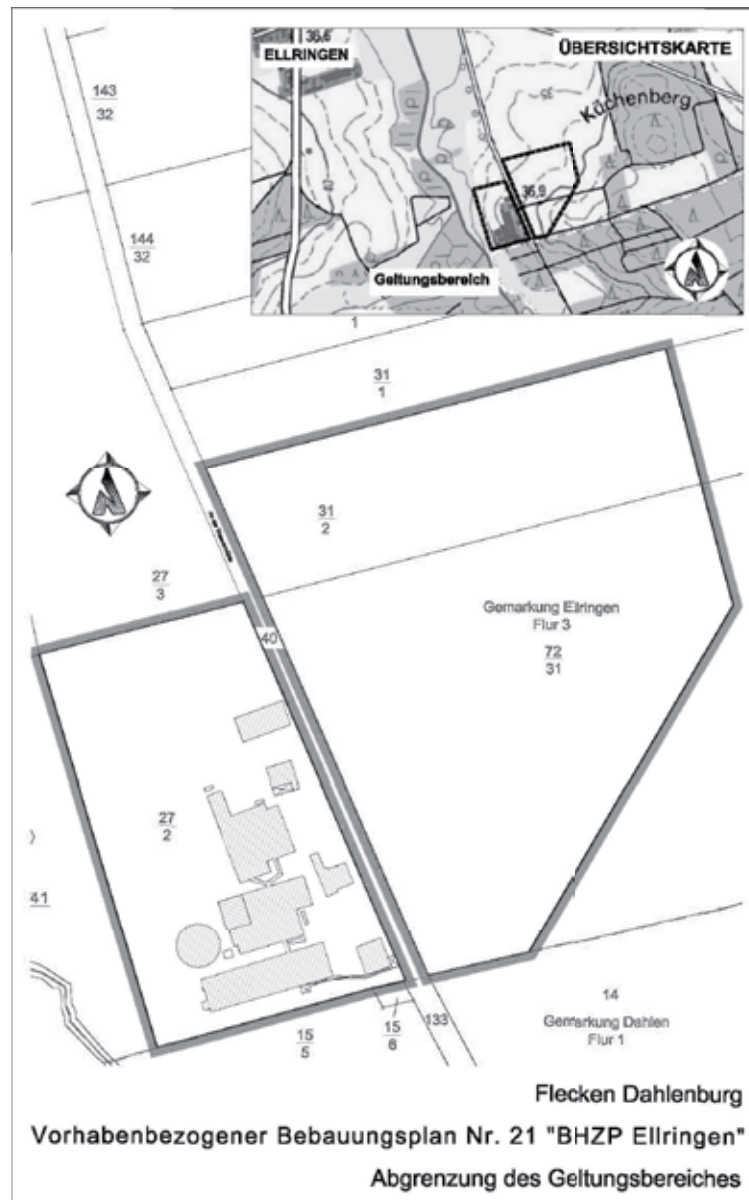 36,6
ELLRINGEN
ÜBERSICHTSKARTE
Küchenberg
36,9
Geltungsbereich
143
32
144
32
1
31
1
31
2
27
3
40
Gemarkung Ellringen
Flur 3
72
31
27
2
41
15
5
15
6
133
14
Gemarkung Dahlen
Flur 1
Flecken Dahlenburg
Vorhabenbezogener Bebauungsplan Nr. 21 "BHZP Ellringen"
Abgrenzung des Geltungsbereiches